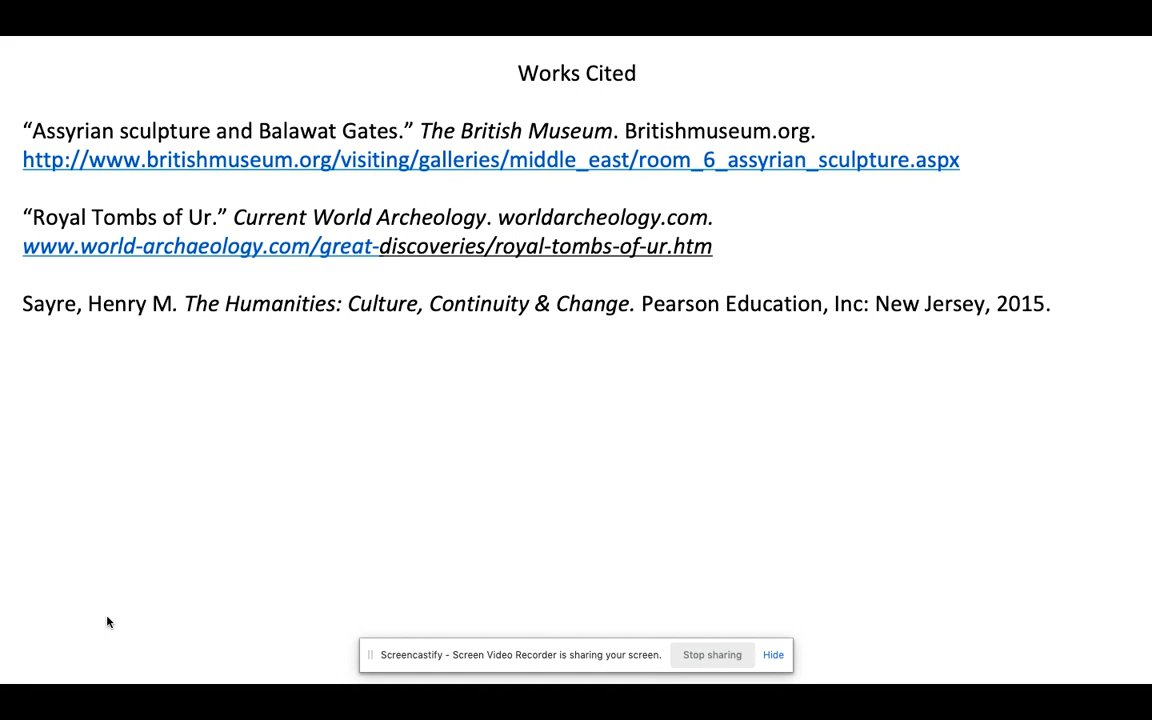 Works Cited
“Assyrian sculpture and Balawat Gates.” The British Museum. Britishmuseum.org.
http://www.britishmuseum.org/visiting/galleries/middle_east/room_6_assyrian_sculpture.aspx
“Royal Tombs of Ur.” Current World Archeology. worldarcheology.com.
www.world-archaeology.com/great-discoveries/royal-tombs-of-ur.htm
Sayre, Henry M. The Humanities: Culture, Continuity & Change. Pearson Education, Inc: New Jersey, 2015.
Screencastify - Screen Video Recorder is sharing your screen. Stop sharing Hide